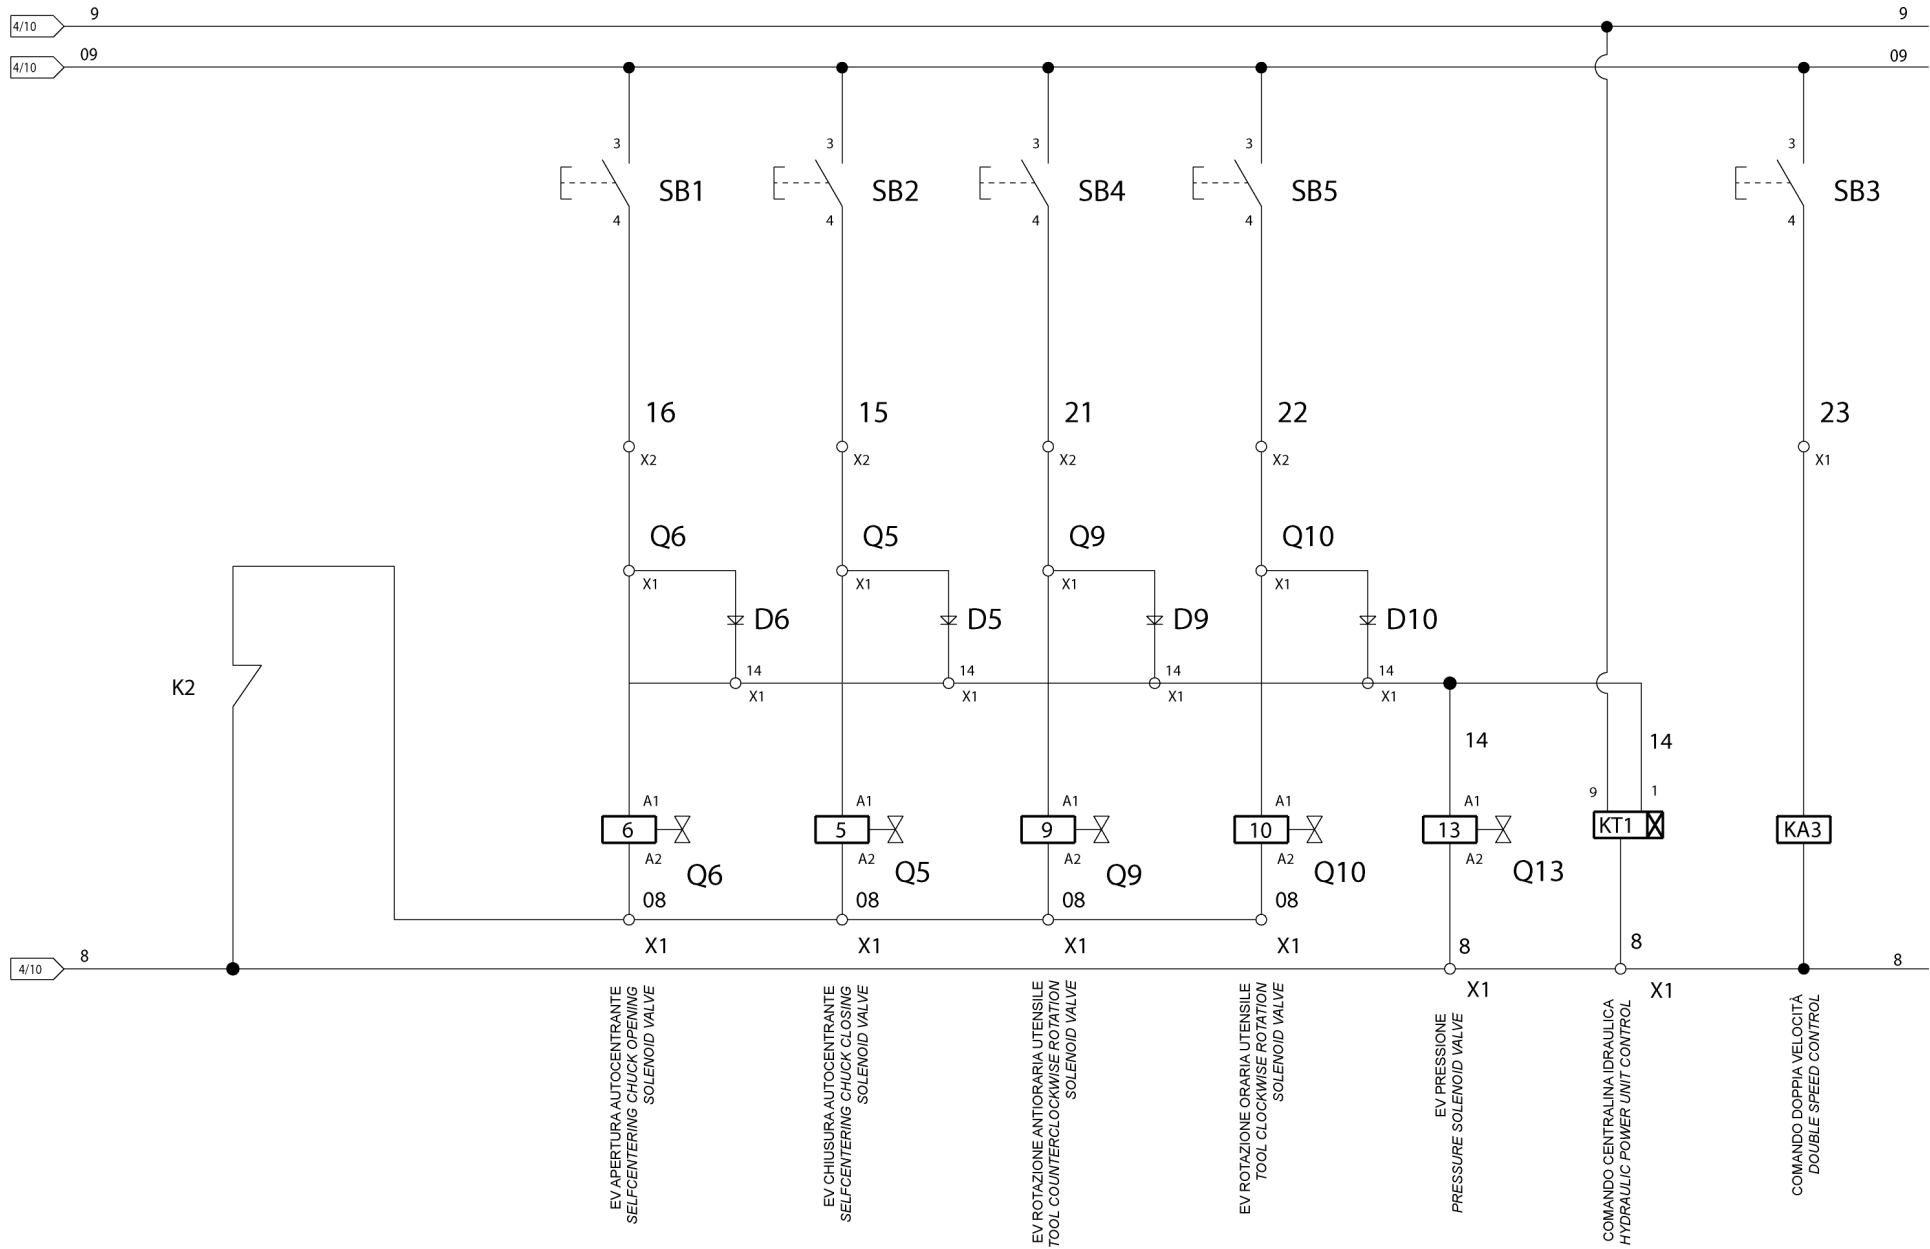 4/10 9 9
4/10 09 09
3 3 3 3 3
SB1 SB2 SB4 SB5 SB3
4 4 4 4 4
16 15 21 22 23
X2 X2 X2 X2 X1
Q6 Q5 Q9 Q10
X1 X1 X1 X1
D6 D5 D9 D10
14 14 14 14
K2
X1 X1 X1 X1
14 14
9 1
A1 A1 A1 A1 A1
6 5 9 10 13 KT1 KA3
A2 A2 A2 A2 A2
Q6 Q5 Q9 Q10 Q13
08 08 08 08
X1 X1 X1 X1 8 8
4/10 8 8
X1 X1
EV APERTURA AUTOCENTRANTE
SELFCENTERING CHUCK OPENING
SOLENOID VALVE
EV CHIUSURA AUTOCENTRANTE
SELFCENTERING CHUCK CLOSING
SOLENOID VALVE
EV ROTAZIONE ANTIORARIA UTENSILE
TOOL COUNTERCLOCKWISE ROTATION
SOLENOID VALVE
EV ROTAZIONE ORARIA UTENSILE
TOOL CLOCKWISE ROTATION
SOLENOID VALVE
EV PRESSIONE
PRESSURE SOLENOID VALVE
COMANDO CENTRALINA IDRAULICA
HYDRAULIC POWER UNIT CONTROL
COMANDO DOPPIA VELOCITÀ
DOUBLE SPEED CONTROL